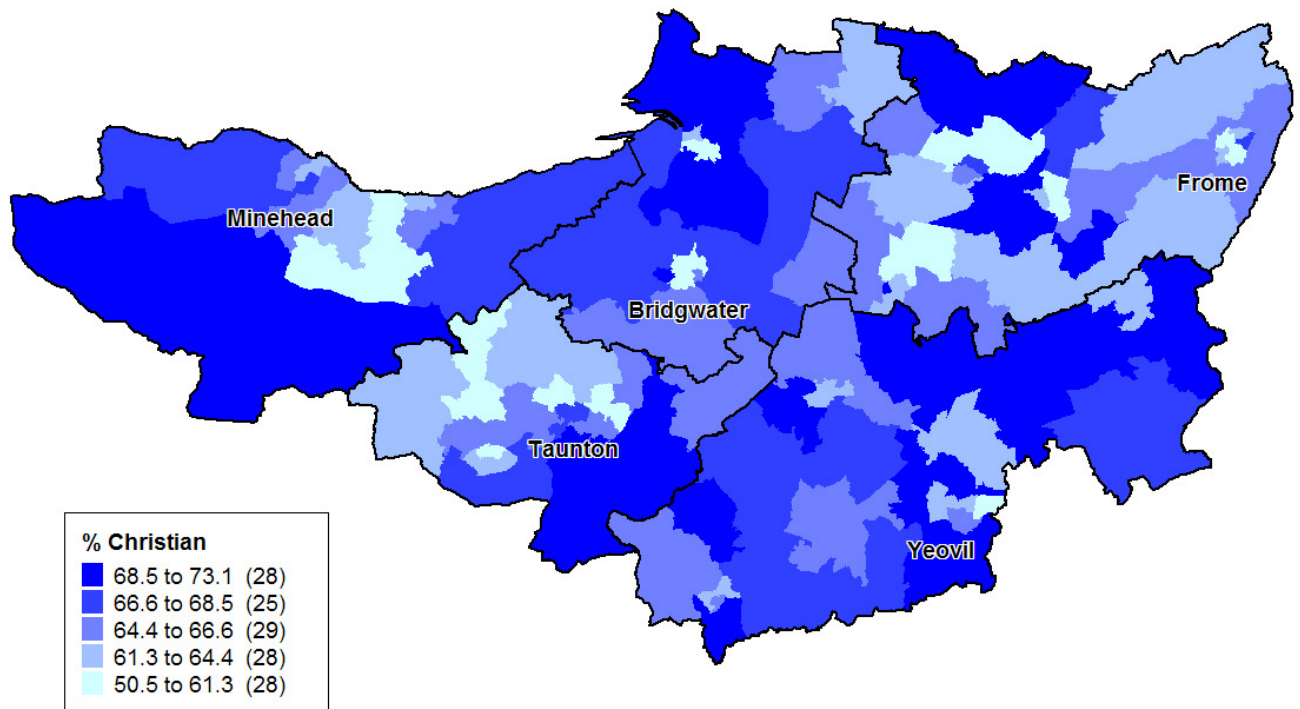 Frome
Minehead
Bridgwater
Taunton
Yeovil
% Christian
68.5 to 73.1 (28)
66.6 to 68.5 (25)
64.4 to 66.6 (29)
61.3 to 64.4 (28)
50.5 to 61.3 (28)